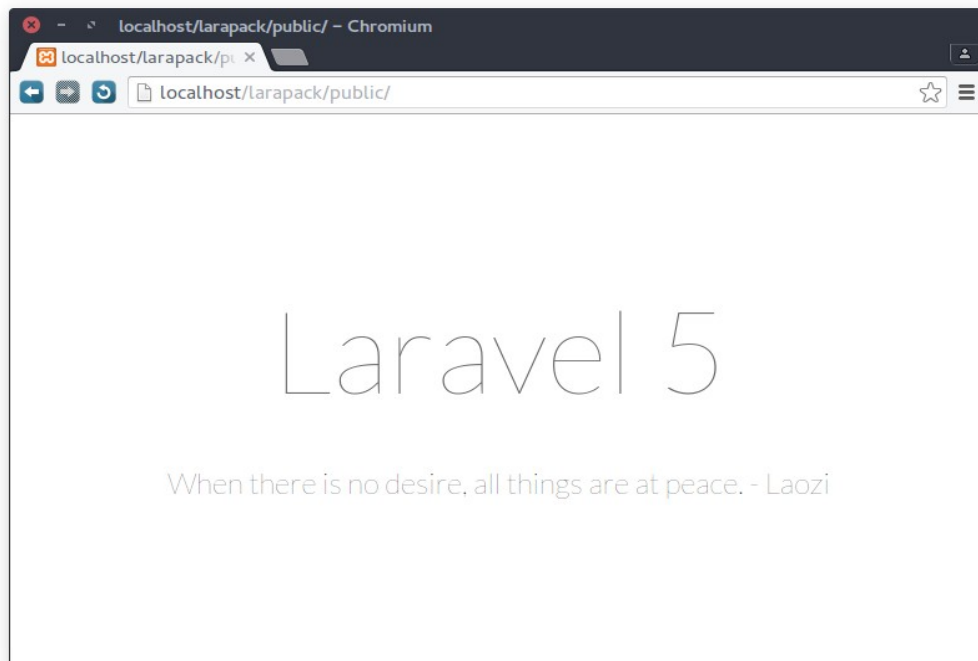 localhost/larapack/public/ – Chromium
localhost/larapack/pu
localhost/larapack/public/
Laravel 5
When there is no desire, all things are at peace. - Laozi